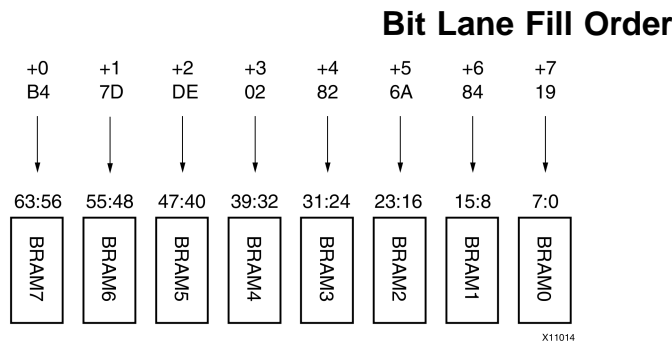 Bit Lane Fill Order
+0 +1 +2 +3 +4 +5 +6 +7
B4 7D DE 02 82 6A 84 19
63:56 55:48 47:40 39:32 31:24 23:16 15:8 7:0
BRAM7 BRAM6 BRAM5 BRAM4 BRAM3 BRAM2 BRAM1 BRAM0
X11014